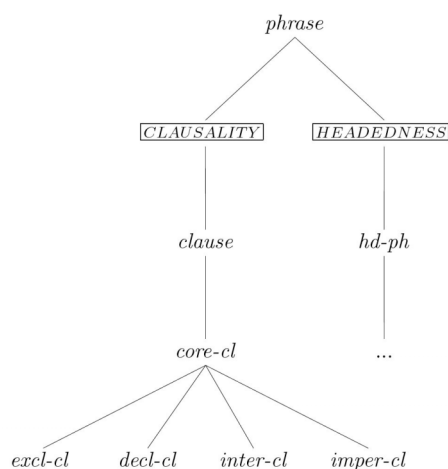 phrase
CLAUSALITY HEADEDNESS
clause hd-ph
core-cl ...
excl-cl decl-cl inter-cl imper-cl